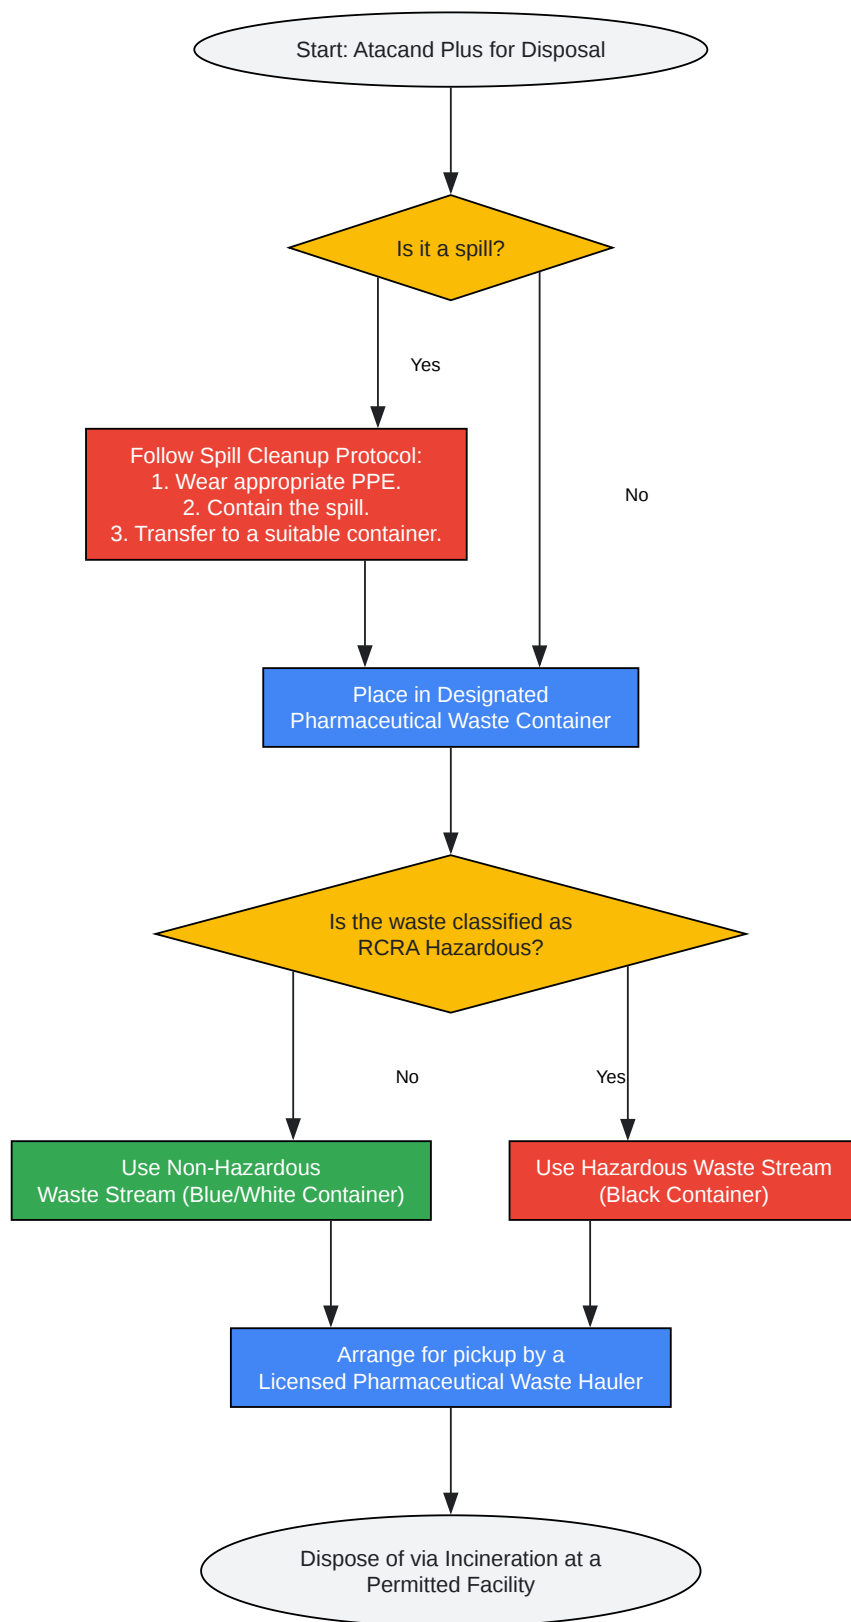 Start: Atacand Plus for Disposal
Is it a spill?
Yes
Follow Spill Cleanup Protocol:
1. Wear appropriate PPE.
2. Contain the spill.
3. Transfer to a suitable container.
No
Place in Designated
Pharmaceutical Waste Container
Is the waste classified as
RCRA Hazardous?
No
Yes
Use Non-Hazardous
Waste Stream (Blue/White Container)
Use Hazardous Waste Stream
(Black Container)
Arrange for pickup by a
Licensed Pharmaceutical Waste Hauler
Dispose of via Incineration at a
Permitted Facility